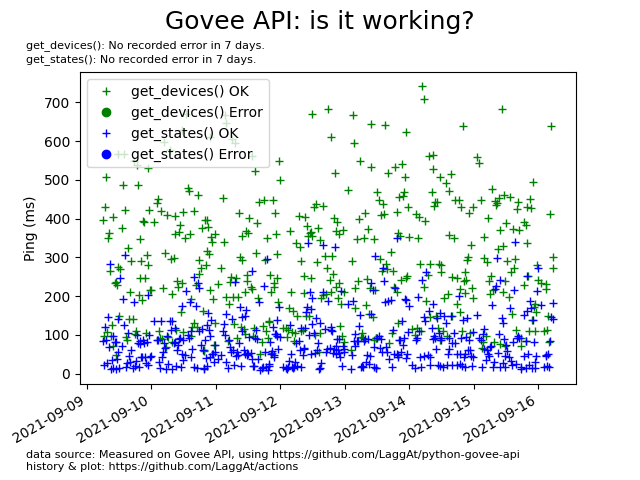 Govee API: is it working?
get_devices(): No recorded error in 7 days.
get_states(): No recorded error in 7 days.
get_devices() OK
get_devices() Error
get_states() OK
get_states() Error
Ping (ms)
700
600
500
400
300
200
100
0
2021-09-09
2021-09-10
2021-09-11
2021-09-12
2021-09-13
2021-09-14
2021-09-15
2021-09-16
data source: Measured on Govee API, using https://github.com/LaggAt/python-govee-api
history & plot: https://github.com/LaggAt/actions